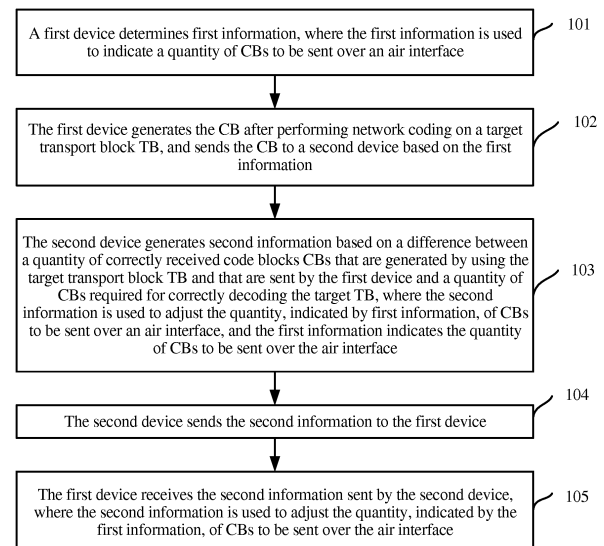 A first device determines first information, where the first information is used
to indicate a quantity of CBs to be sent over an air interface
101
The first device generates the CB after performing network coding on a target
transport block TB, and sends the CB to a second device based on the first
information
102
The second device generates second information based on a difference between
a quantity of correctly received code blocks CBs that are generated by using the
target transport block TB and that are sent by the first device and a quantity of
CBs required for correctly decoding the target TB, where the second
information is used to adjust the quantity, indicated by first information, of CBs
to be sent over an air interface, and the first information indicates the quantity
of CBs to be sent over the air interface
103
The second device sends the second information to the first device
104
The first device receives the second information sent by the second device,
where the second information is used to adjust the quantity, indicated by the
first information, of CBs to be sent over the air interface
105